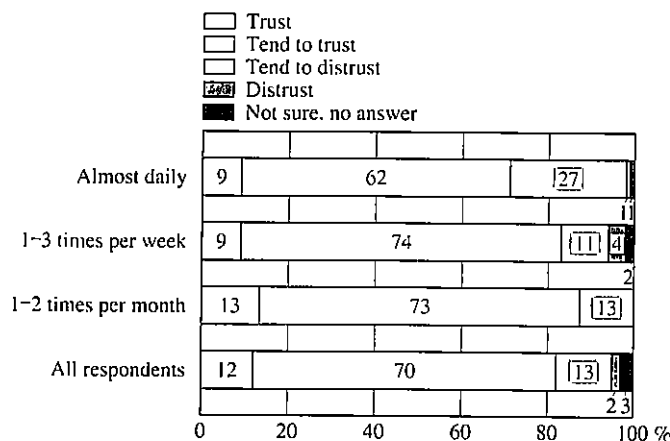 Trust
Tend to trust
Tend to distrust
Distrust
Not sure, no answer
Almost daily 9 62 27
1 1
1-3 times per week 9 74 11 4
2
1-2 times per month 13 73 13
All respondents 12 70 13
2 3
0 20 40 60 80 100 %